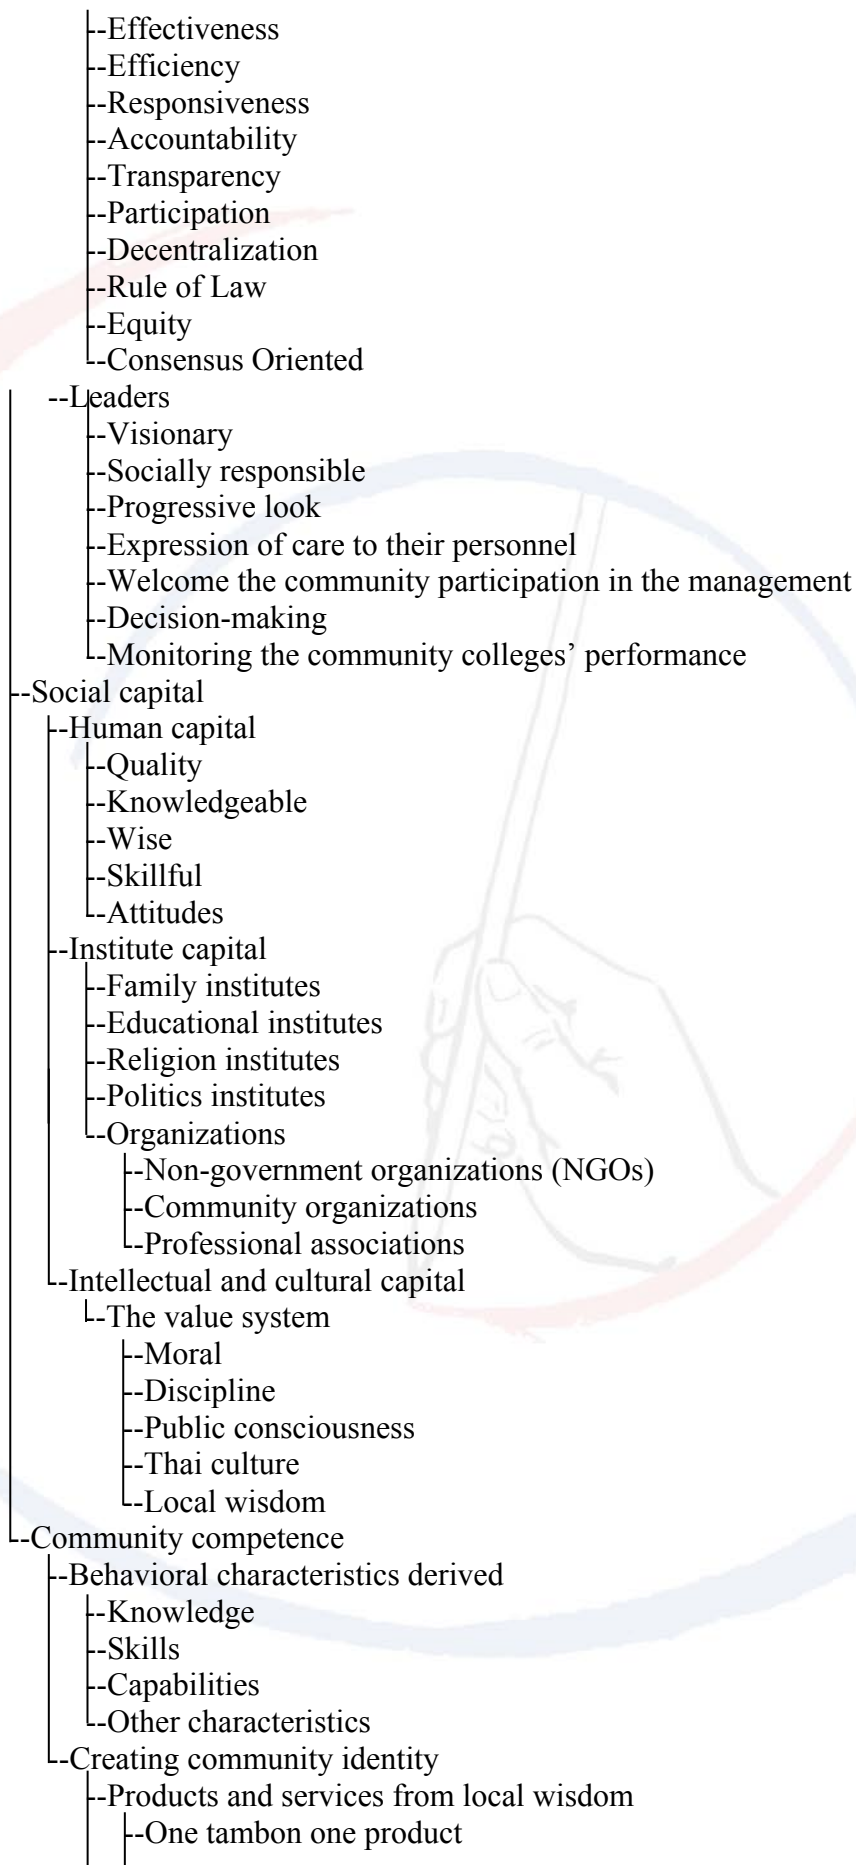 --Effectiveness
--Efficiency
--Responsiveness
--Accountability
--Transparency
--Participation
--Decentralization
--Rule of Law
--Equity
--Consensus Oriented
--Leaders
--Visionary
--Socially responsible
--Progressive look
--Expression of care to their personnel
--Welcome the community participation in the management
--Decision-making
--Monitoring the community colleges’ performance
--Social capital
--Human capital
--Quality
--Knowledgeable
--Wise
--Skillful
--Attitudes
--Institute capital
--Family institutes
--Educational institutes
--Religion institutes
--Politics institutes
--Organizations
--Non-government organizations (NGOs)
--Community organizations
--Professional associations
--Intellectual and cultural capital
--The value system
--Moral
--Discipline
--Public consciousness
--Thai culture
--Local wisdom
--Community competence
--Behavioral characteristics derived
--Knowledge
--Skills
--Capabilities
--Other characteristics
--Creating community identity
--Products and services from local wisdom
--One tambon one product